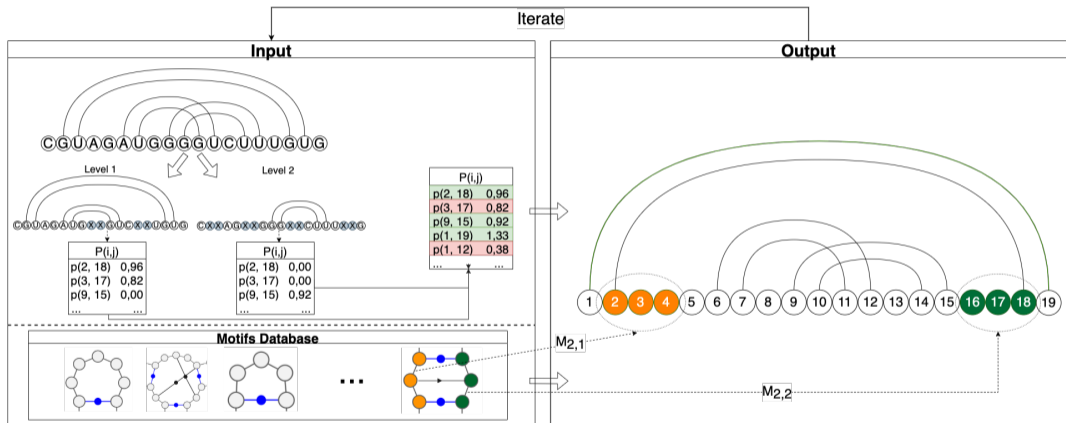 Iterate
Input
Output
CGUAGAUGGGGUCUUUGUG
Level 1
Level 2
CGUAGAUGXXGUCXXUGUG
CXXAGXXGGGXXCUUUXXG
P(i,j)
p(2, 18) 0,96
p(3, 17) 0,82
p(9, 15) 0,00
... ...
P(i,j)
p(2, 18) 0,00
p(3, 17) 0,00
p(9, 15) 0,92
... ...
P(i,j)
p(2, 18) 0,96
p(3, 17) 0,82
p(9, 15) 0,92
p(1, 19) 1,33
p(1, 12) 0,38
... ...
1 2 3 4 5 6 7 8 9 10 11 12 13 14 15 16 17 18 19
M2,1
M2,2
Motifs Database
...